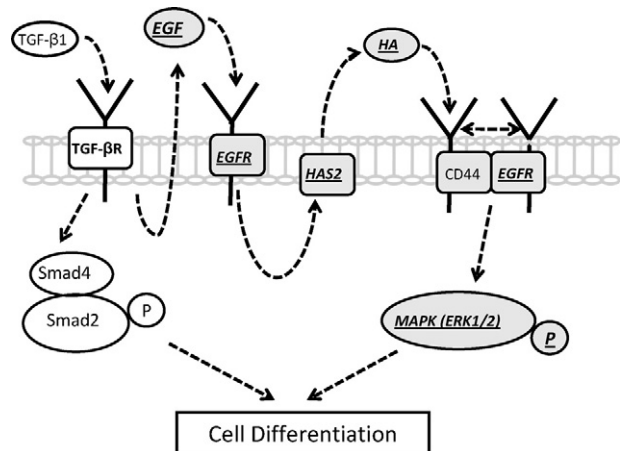 TGF-β1
EGF
HA
TGF-βR
EGFR
HAS2
CD44
EGFR
Smad4
Smad2
P
MAPK (ERK1/2)
P
Cell Differentiation